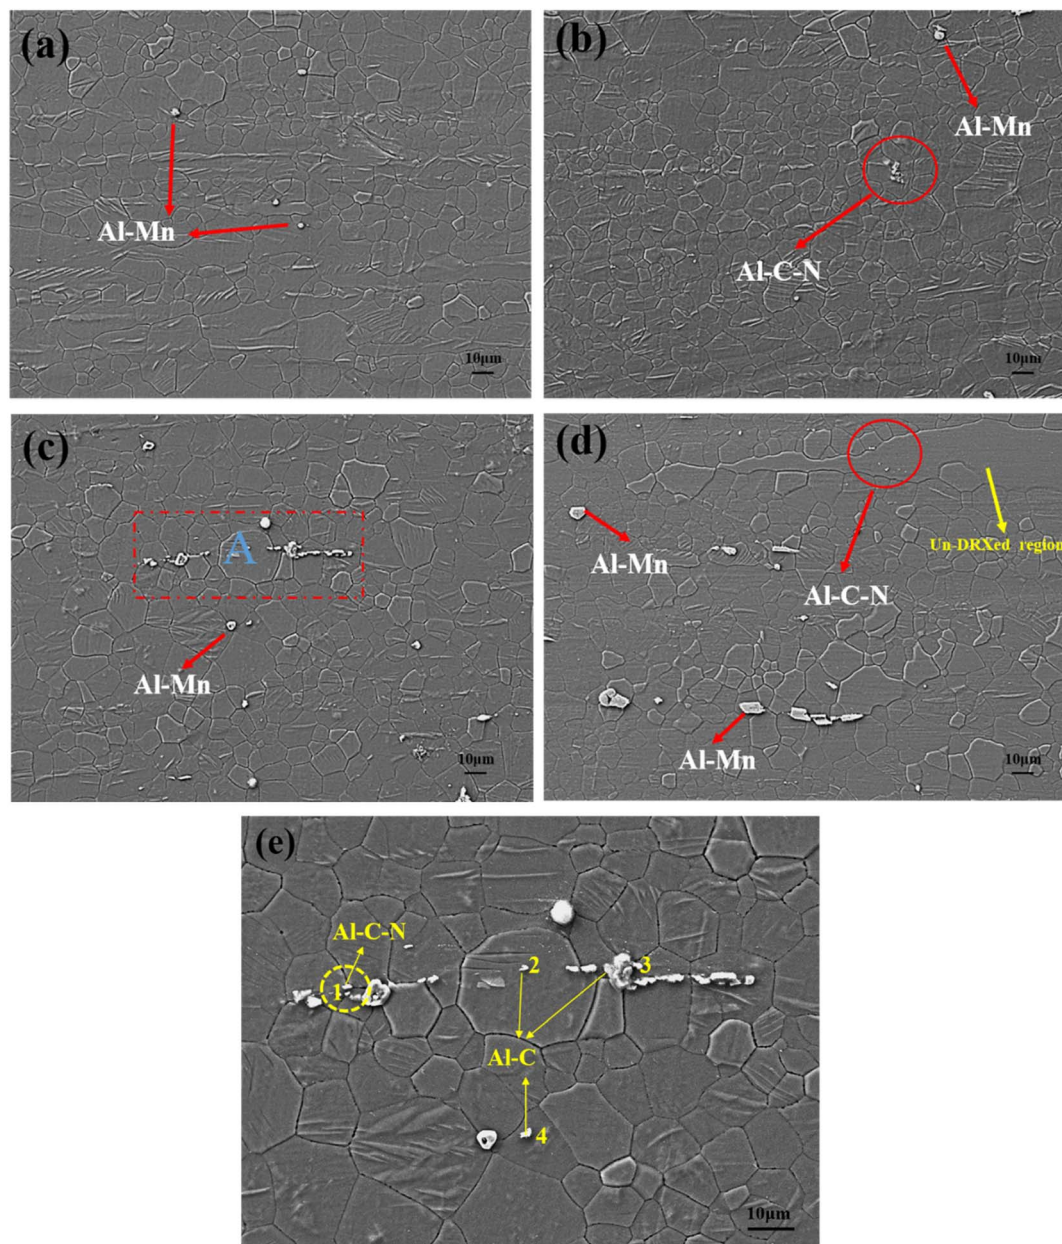 (a)
Al-Mn
10μm
(b)
Al-Mn
Al-C-N
10μm
(c)
A
Al-Mn
10μm
(d)
Al-Mn
Un-DRXed region
Al-C-N
Al-Mn
10μm
(e)
Al-C-N
1
2
3
Al-C
4
10μm